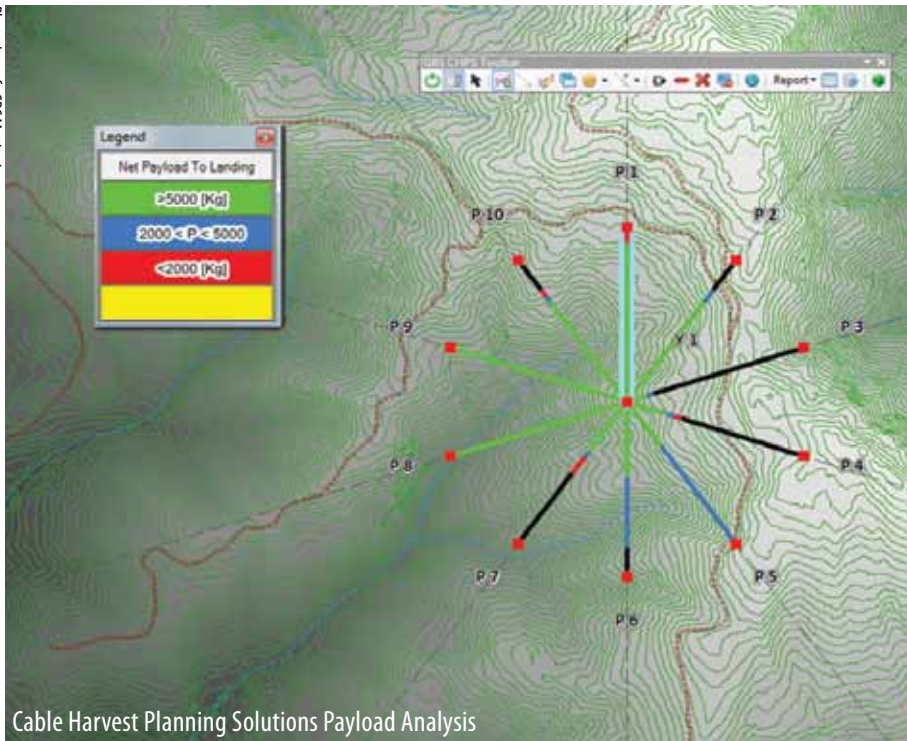 GBS CHPS Toolbar
Report
Legend
Net Payload To Landing
>5000 [Kg]
2000 < P < 5000
<2000 [Kg]
P 1
P 10
P 2
P 9
Y 1
P 3
P 8
P 4
P 7
P 5
P 6
Cable Harvest Planning Solutions Payload Analysis